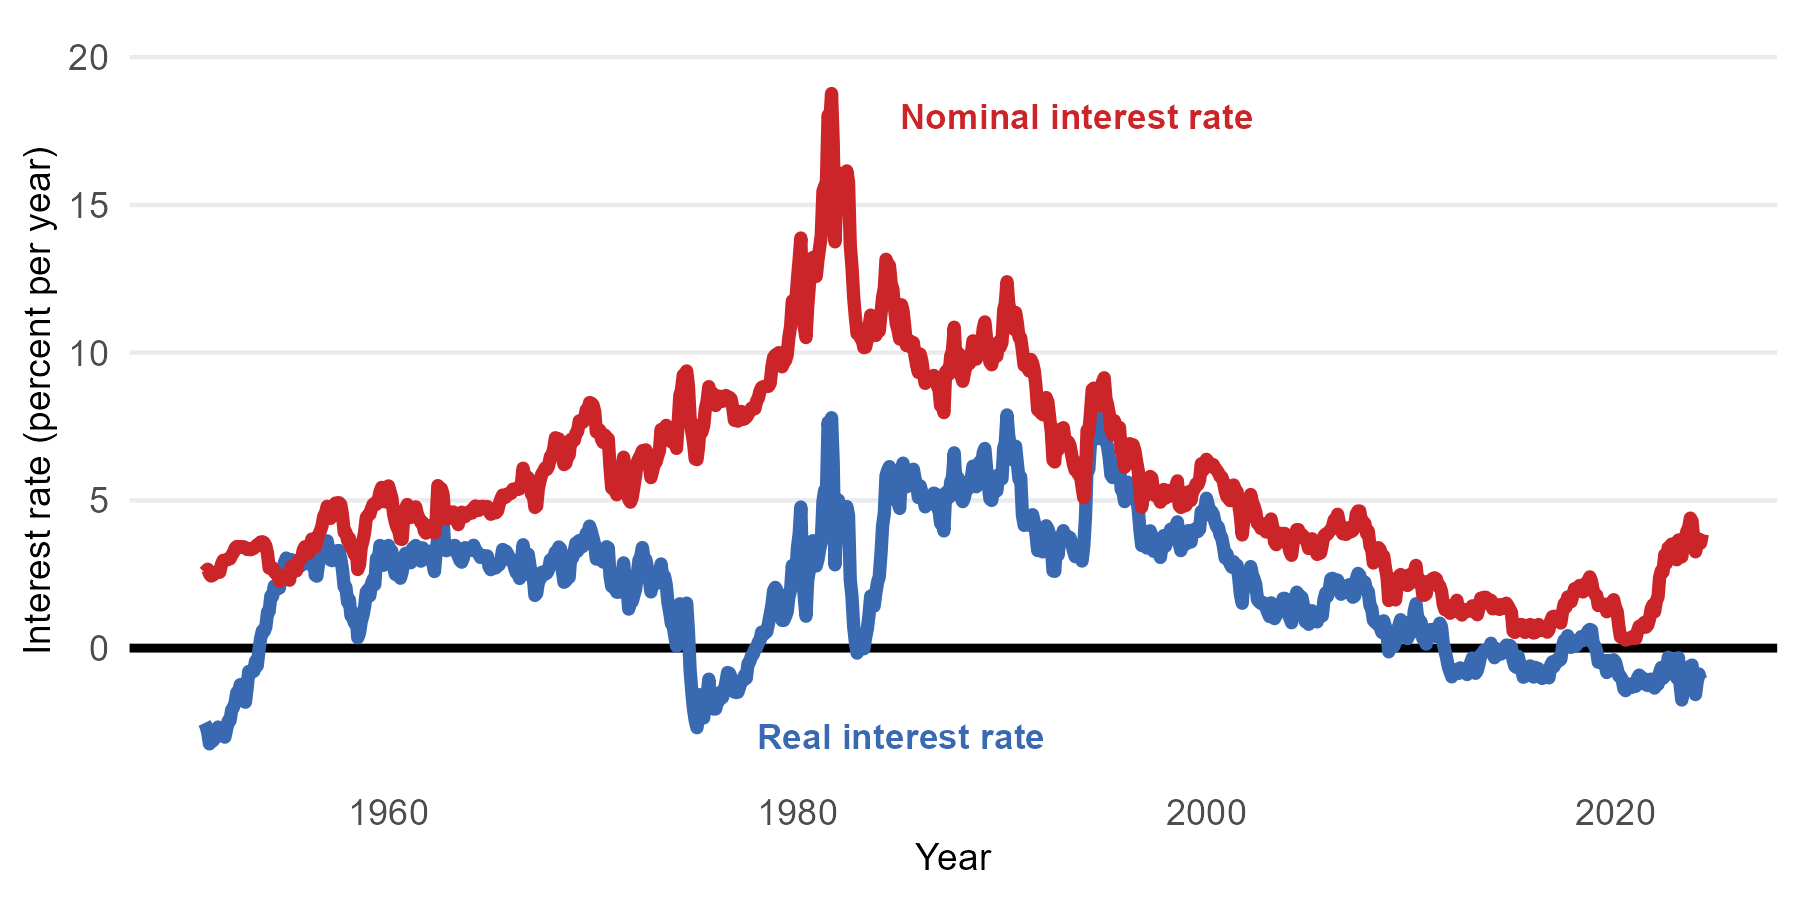 20
Nominal interest rate
15
10
5
0
Interest rate (percent per year)
Real interest rate
1960
1980
2000
2020
Year